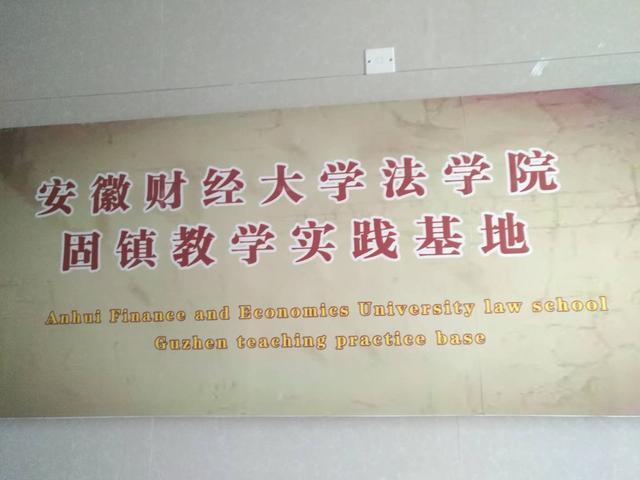 安徽财经大学法学院
固镇教学实践基地
Anhui Finance and Economics University law school
Guzhen teaching practice base